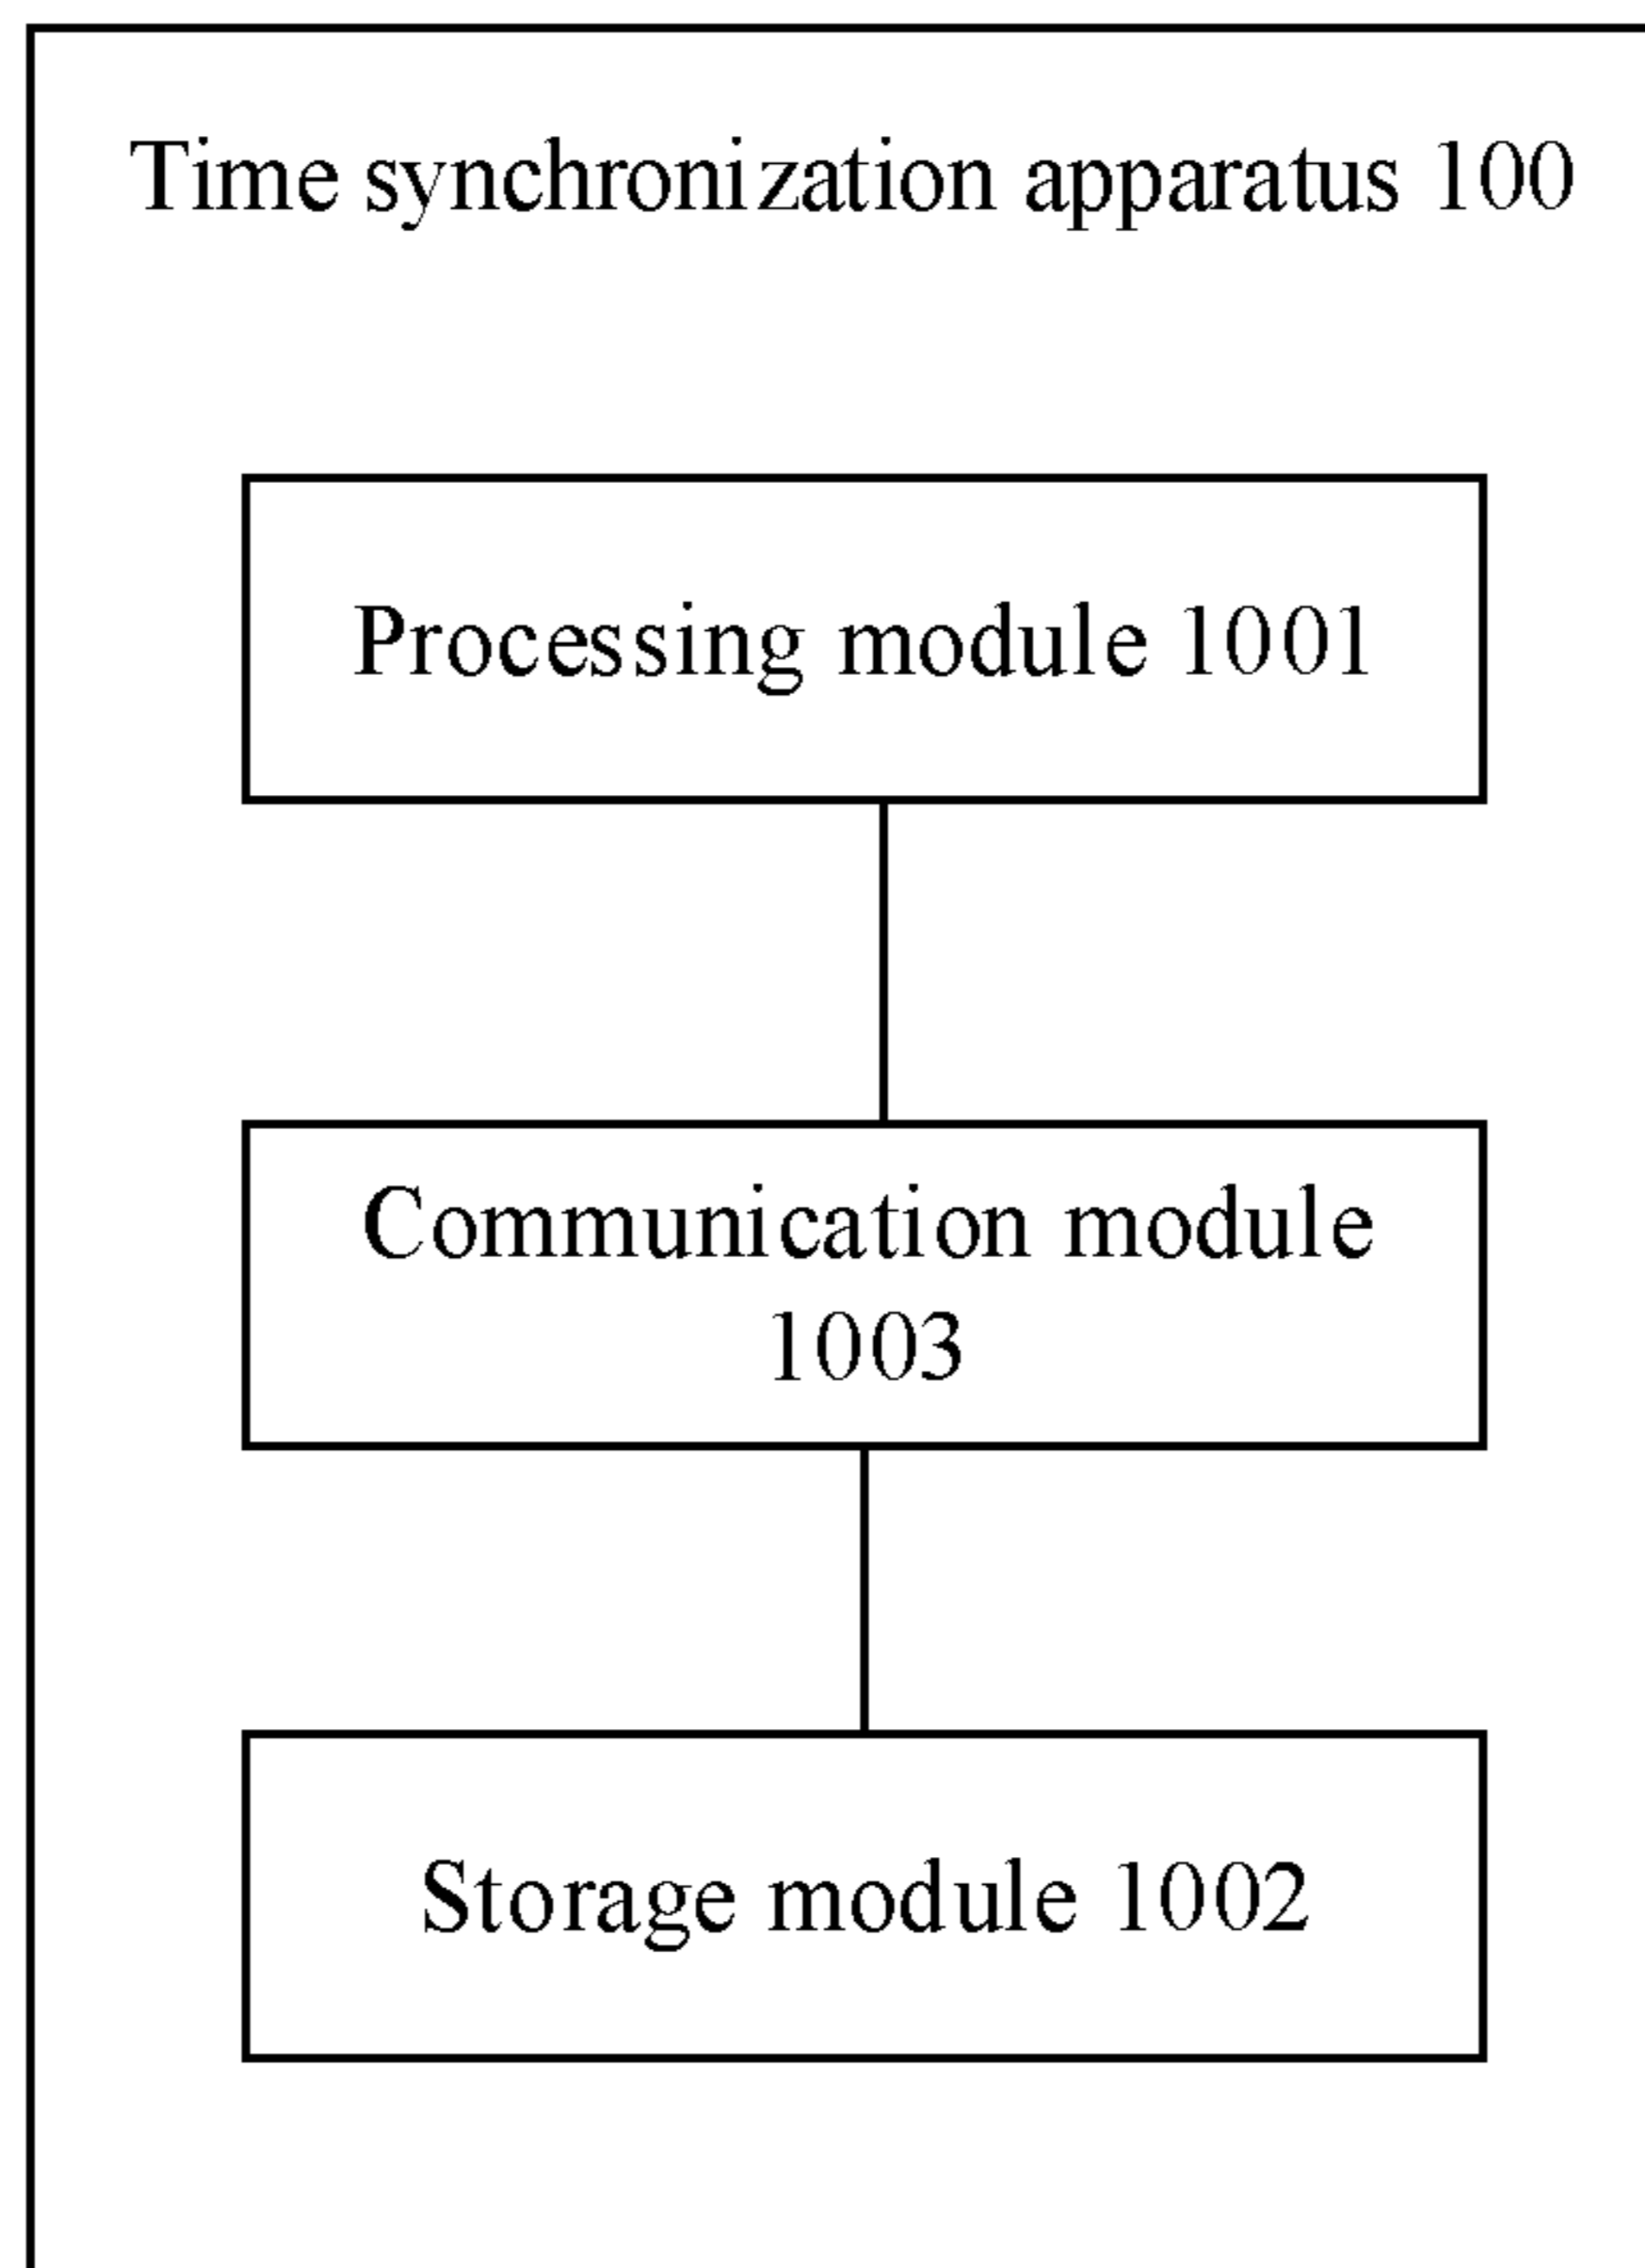 Time synchronization apparatus 100
Processing module 1001
Communication module
1003
Storage module 1002